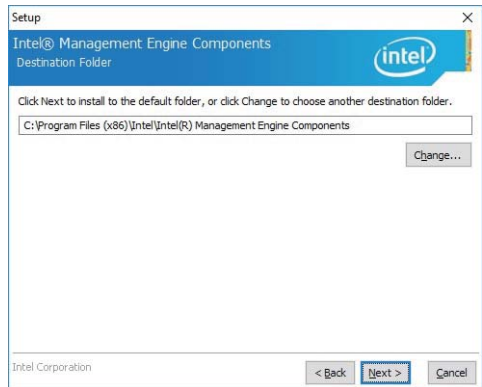 Setup
Intel® Management Engine Components
Destination Folder
intel
Click Next to install to the default folder, or click Change to choose another destination folder.
C:\Program Files (x86)\Intel\Intel(R) Management Engine Components
Change...
Intel Corporation
< Back
Next >
Cancel